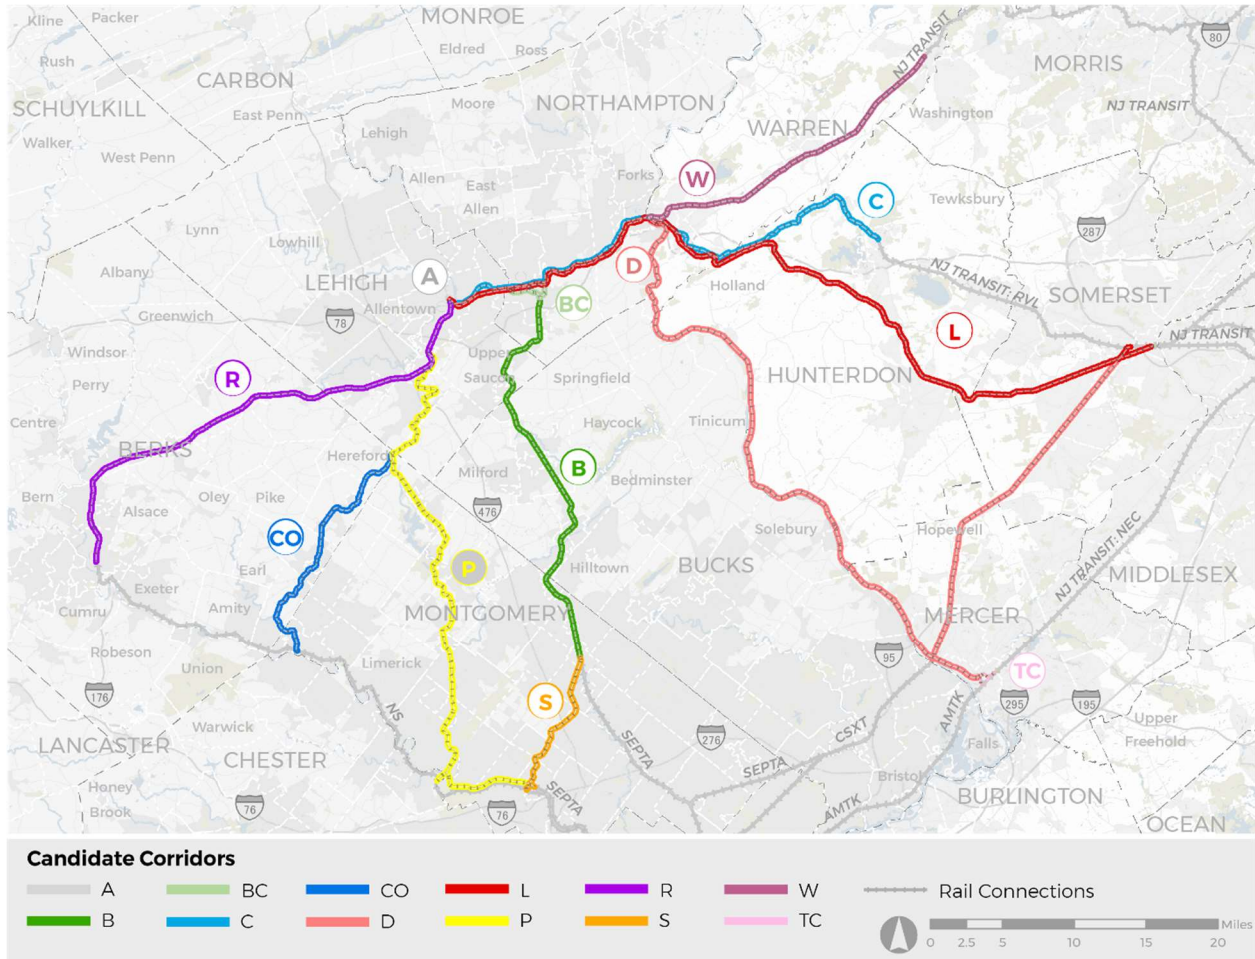 MONROE
Kline
Packer
Eldred
Ross
Rush
CARBON
NJ TRANSIT
80
MORRIS
SCHUYLKILL
East Penn
Moore
NORTHAMPTON
NJ TRANSIT
Walker
Lehigh
WARREN
Washington
West Penn
Allen
East
Allen
Forks
W
Tewksbury
C
Lynn
Lowhill
287
Albany
LEHIGH
A
D
Holland
NJ TRANSIT: RVL
SOMERSET
Greenwich
78
Allentown
BC
L
NJ TRANSIT
Windsor
Upper
Saucon
Springfield
HUNTERDON
Perry
R
Centre
BERKS
Haycock
Tinicum
Hereford
Milford
B
Bedminster
Bern
Oley
Pike
Alsace
476
Solebury
Hopewell
CO
Earl
P
Hilltown
BUCKS
NJ TRANSIT: NEC
MIDDLESEX
Exeter
Cumru
Amity
MONTGOMERY
MERCER
Robeson
Union
Limerick
95
TC
176
NS
S
295
195
Warwick
SEPTA
276
CSXT
AMTK
Upper
Freehold
LANCASTER
CHESTER
SEPTA
Falls
Honey
Brook
76
76
SEPTA
Bristol
AMTK
BURLINGTON
OCEAN
Candidate Corridors
A BC CO L R W Rail Connections
B C D P S TC
Miles
0 2.5 5 10 15 20